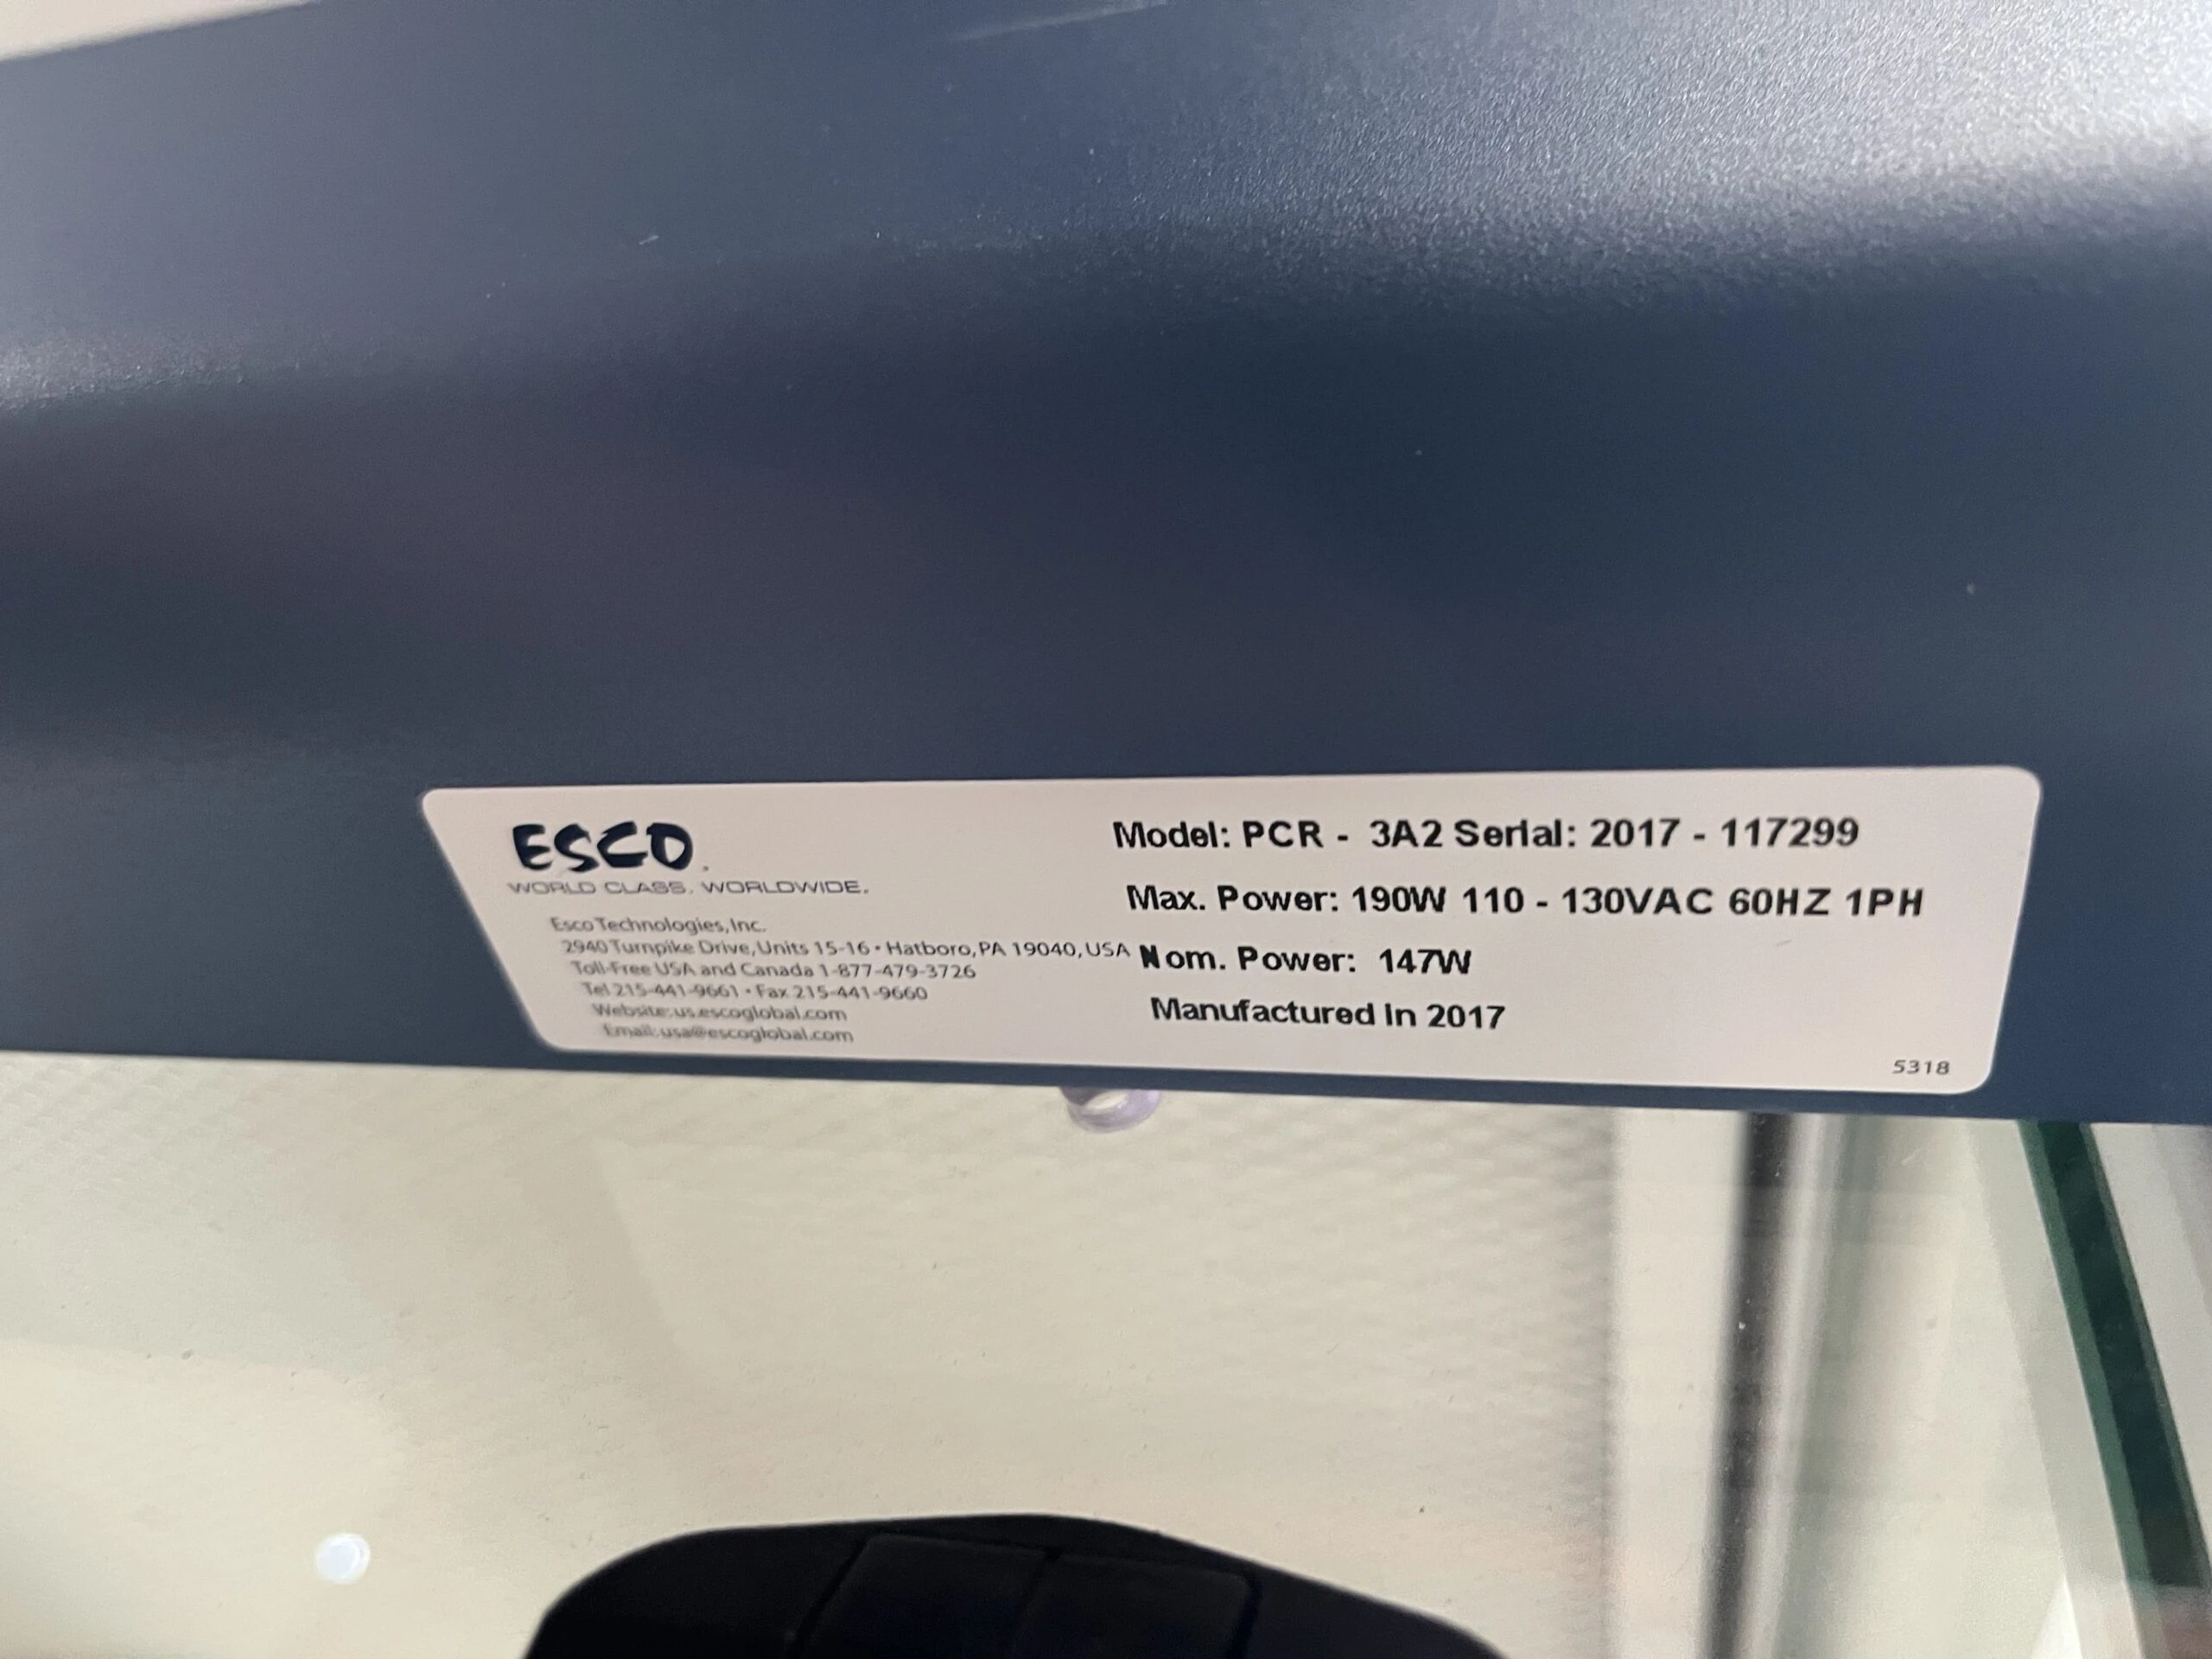 ESCO
WORLD CLASS. WORLDWIDE.
Esco Technologies, Inc.
2940 Turnpike Drive, Units 15-16 • Hatboro, PA 19040, USA
Toll-Free USA and Canada 1-877-479-3726
Tel 215-441-9661 • Fax 215-441-9660
Website: us.escoglobal.com
Email: usa@escoglobal.com
Model: PCR - 3A2 Serial: 2017 - 117299
Max. Power: 190W 110 - 130VAC 60HZ 1PH
Nom. Power: 147W
Manufactured In 2017
5318